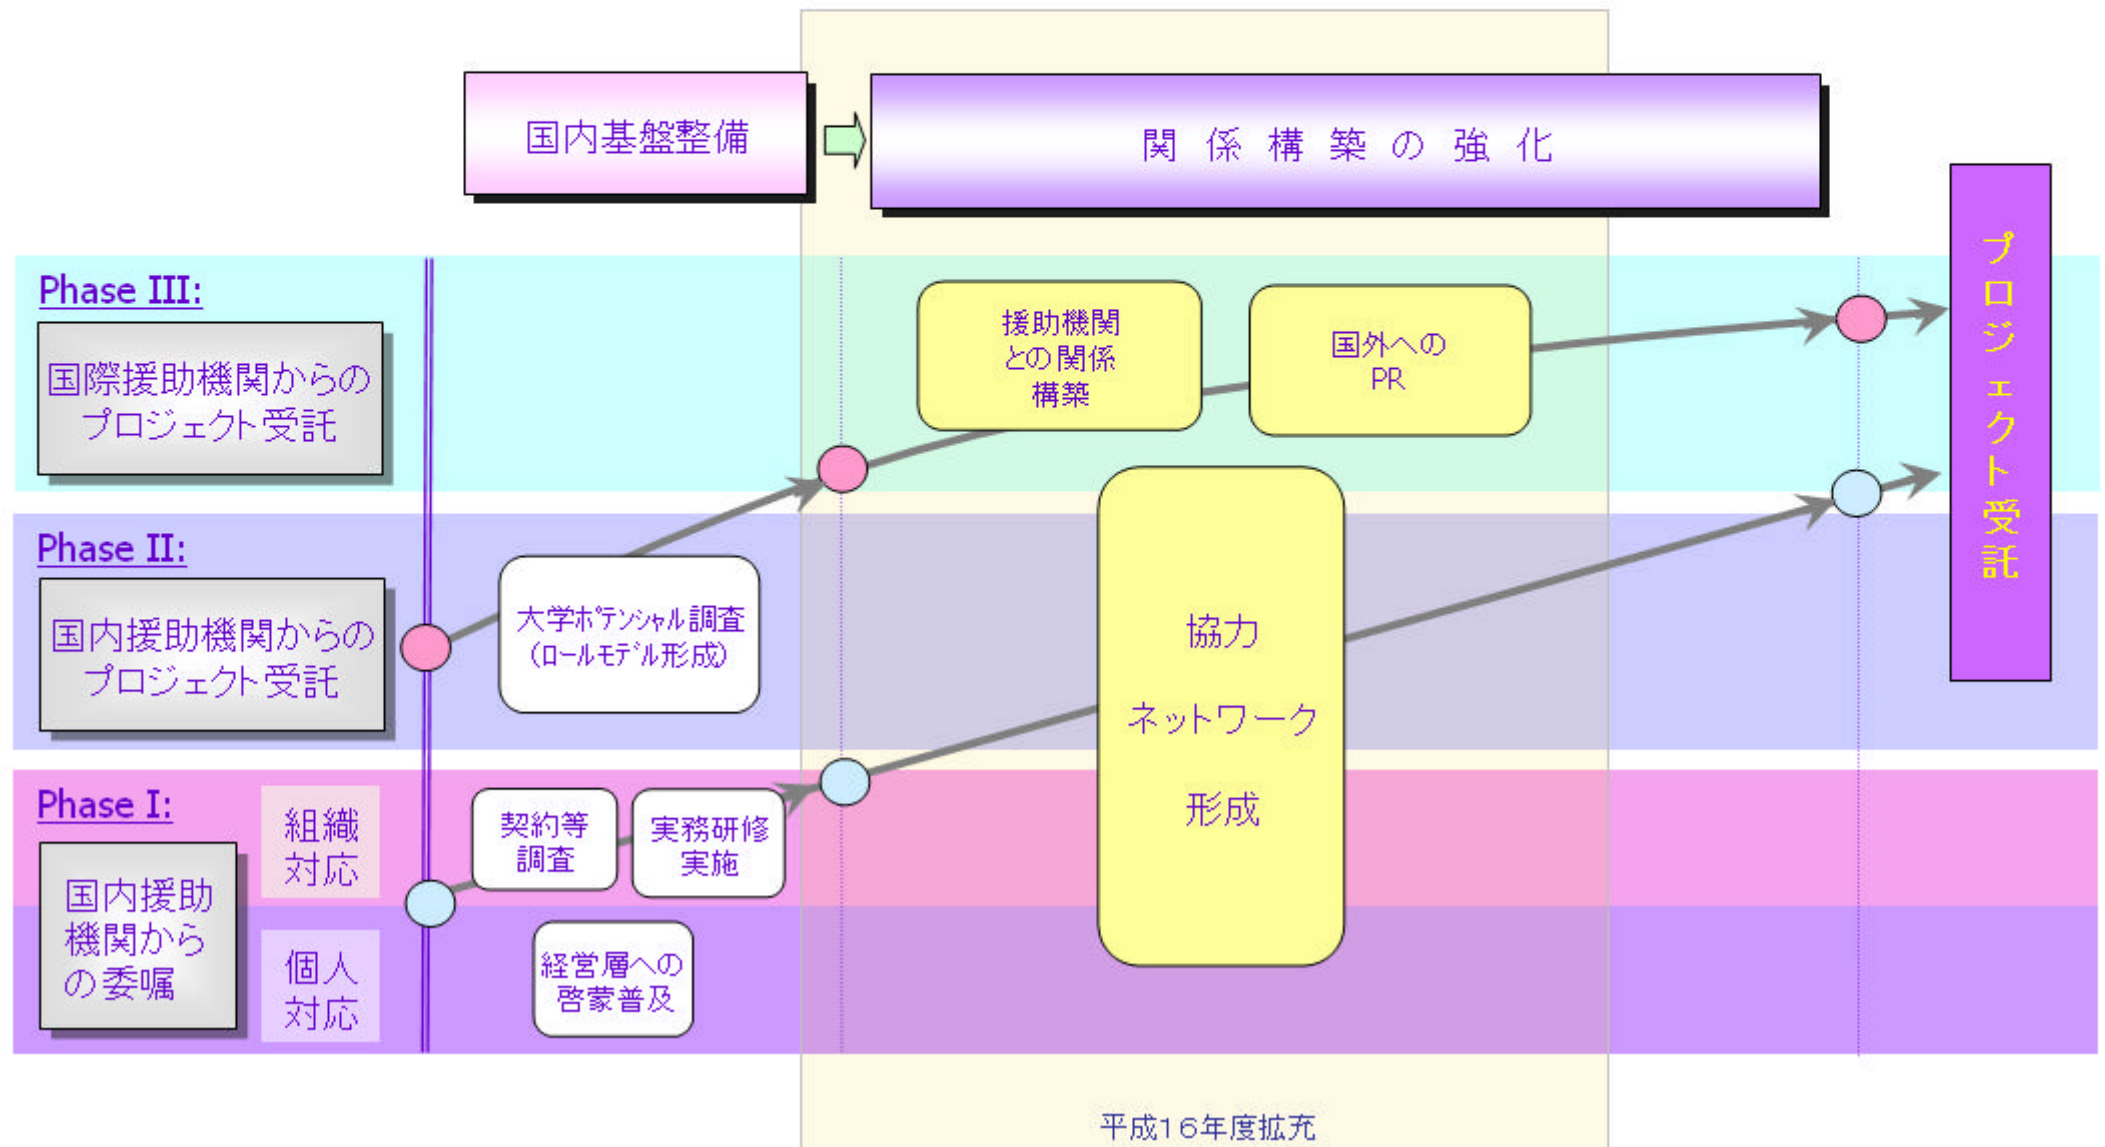 国内基盤整備
関係構築の強化
プロジェクト受託
Phase III:
国際援助機関からの
プロジェクト受託
援助機関
との関係
構築
国外への
PR
Phase II:
国内援助機関からの
プロジェクト受託
大学ﾎﾟﾃﾝｼｬﾙ調査
(ﾛｰﾙﾓﾃﾞﾙ形成)
協力
ネットワーク
形成
Phase I:
組織
対応
国内援助
機関から
の委嘱
個人
対応
契約等
調査
実務研修
実施
経営層への
啓蒙普及
平成16年度拡充